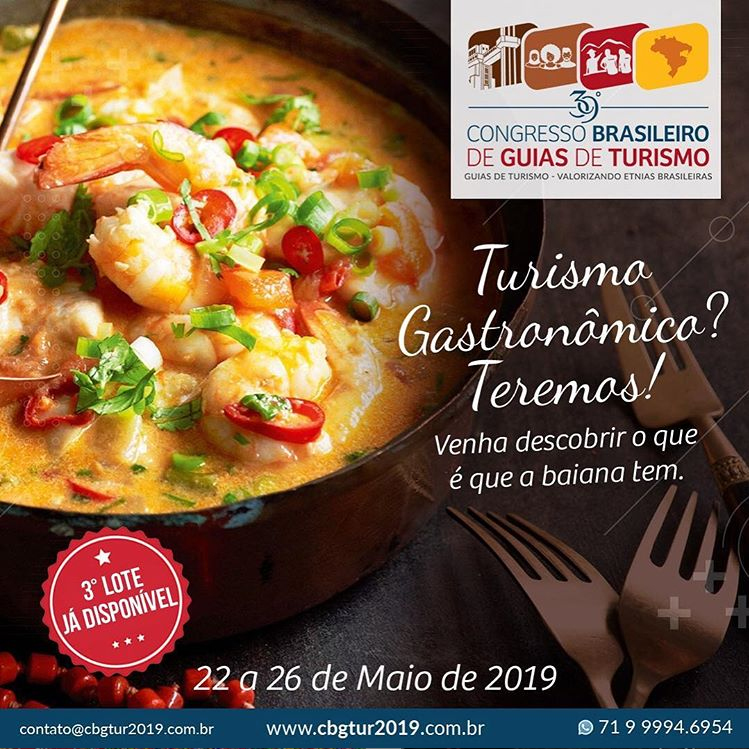 39º
CONGRESSO BRASILEIRO
DE GUIAS DE TURISMO
GUIAS DE TURISMO - VALORIZANDO ETNIAS BRASILEIRAS
Turismo
Gastronômico?
Teremos!
Venha descobrir o que
é que a baiana tem.
3° LOTE
JÁ DISPONÍVEL
22 a 26 de Maio de 2019
contato@cbgtur2019.com.br
www.cbgtur2019.com.br
71 9 9994.6954